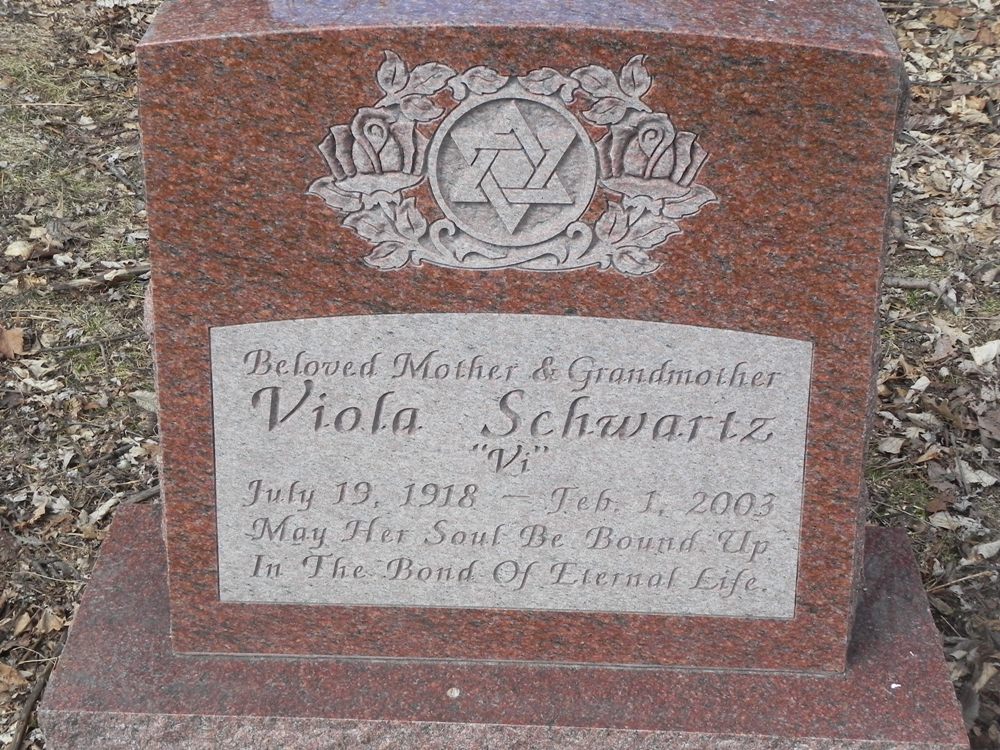 Beloved Mother & Grandmother
Viola Schwartz
"Vi"
July 19, 1918 — Feb. 1, 2003
May Her Soul Be Bound Up
In The Bond Of Eternal Life.